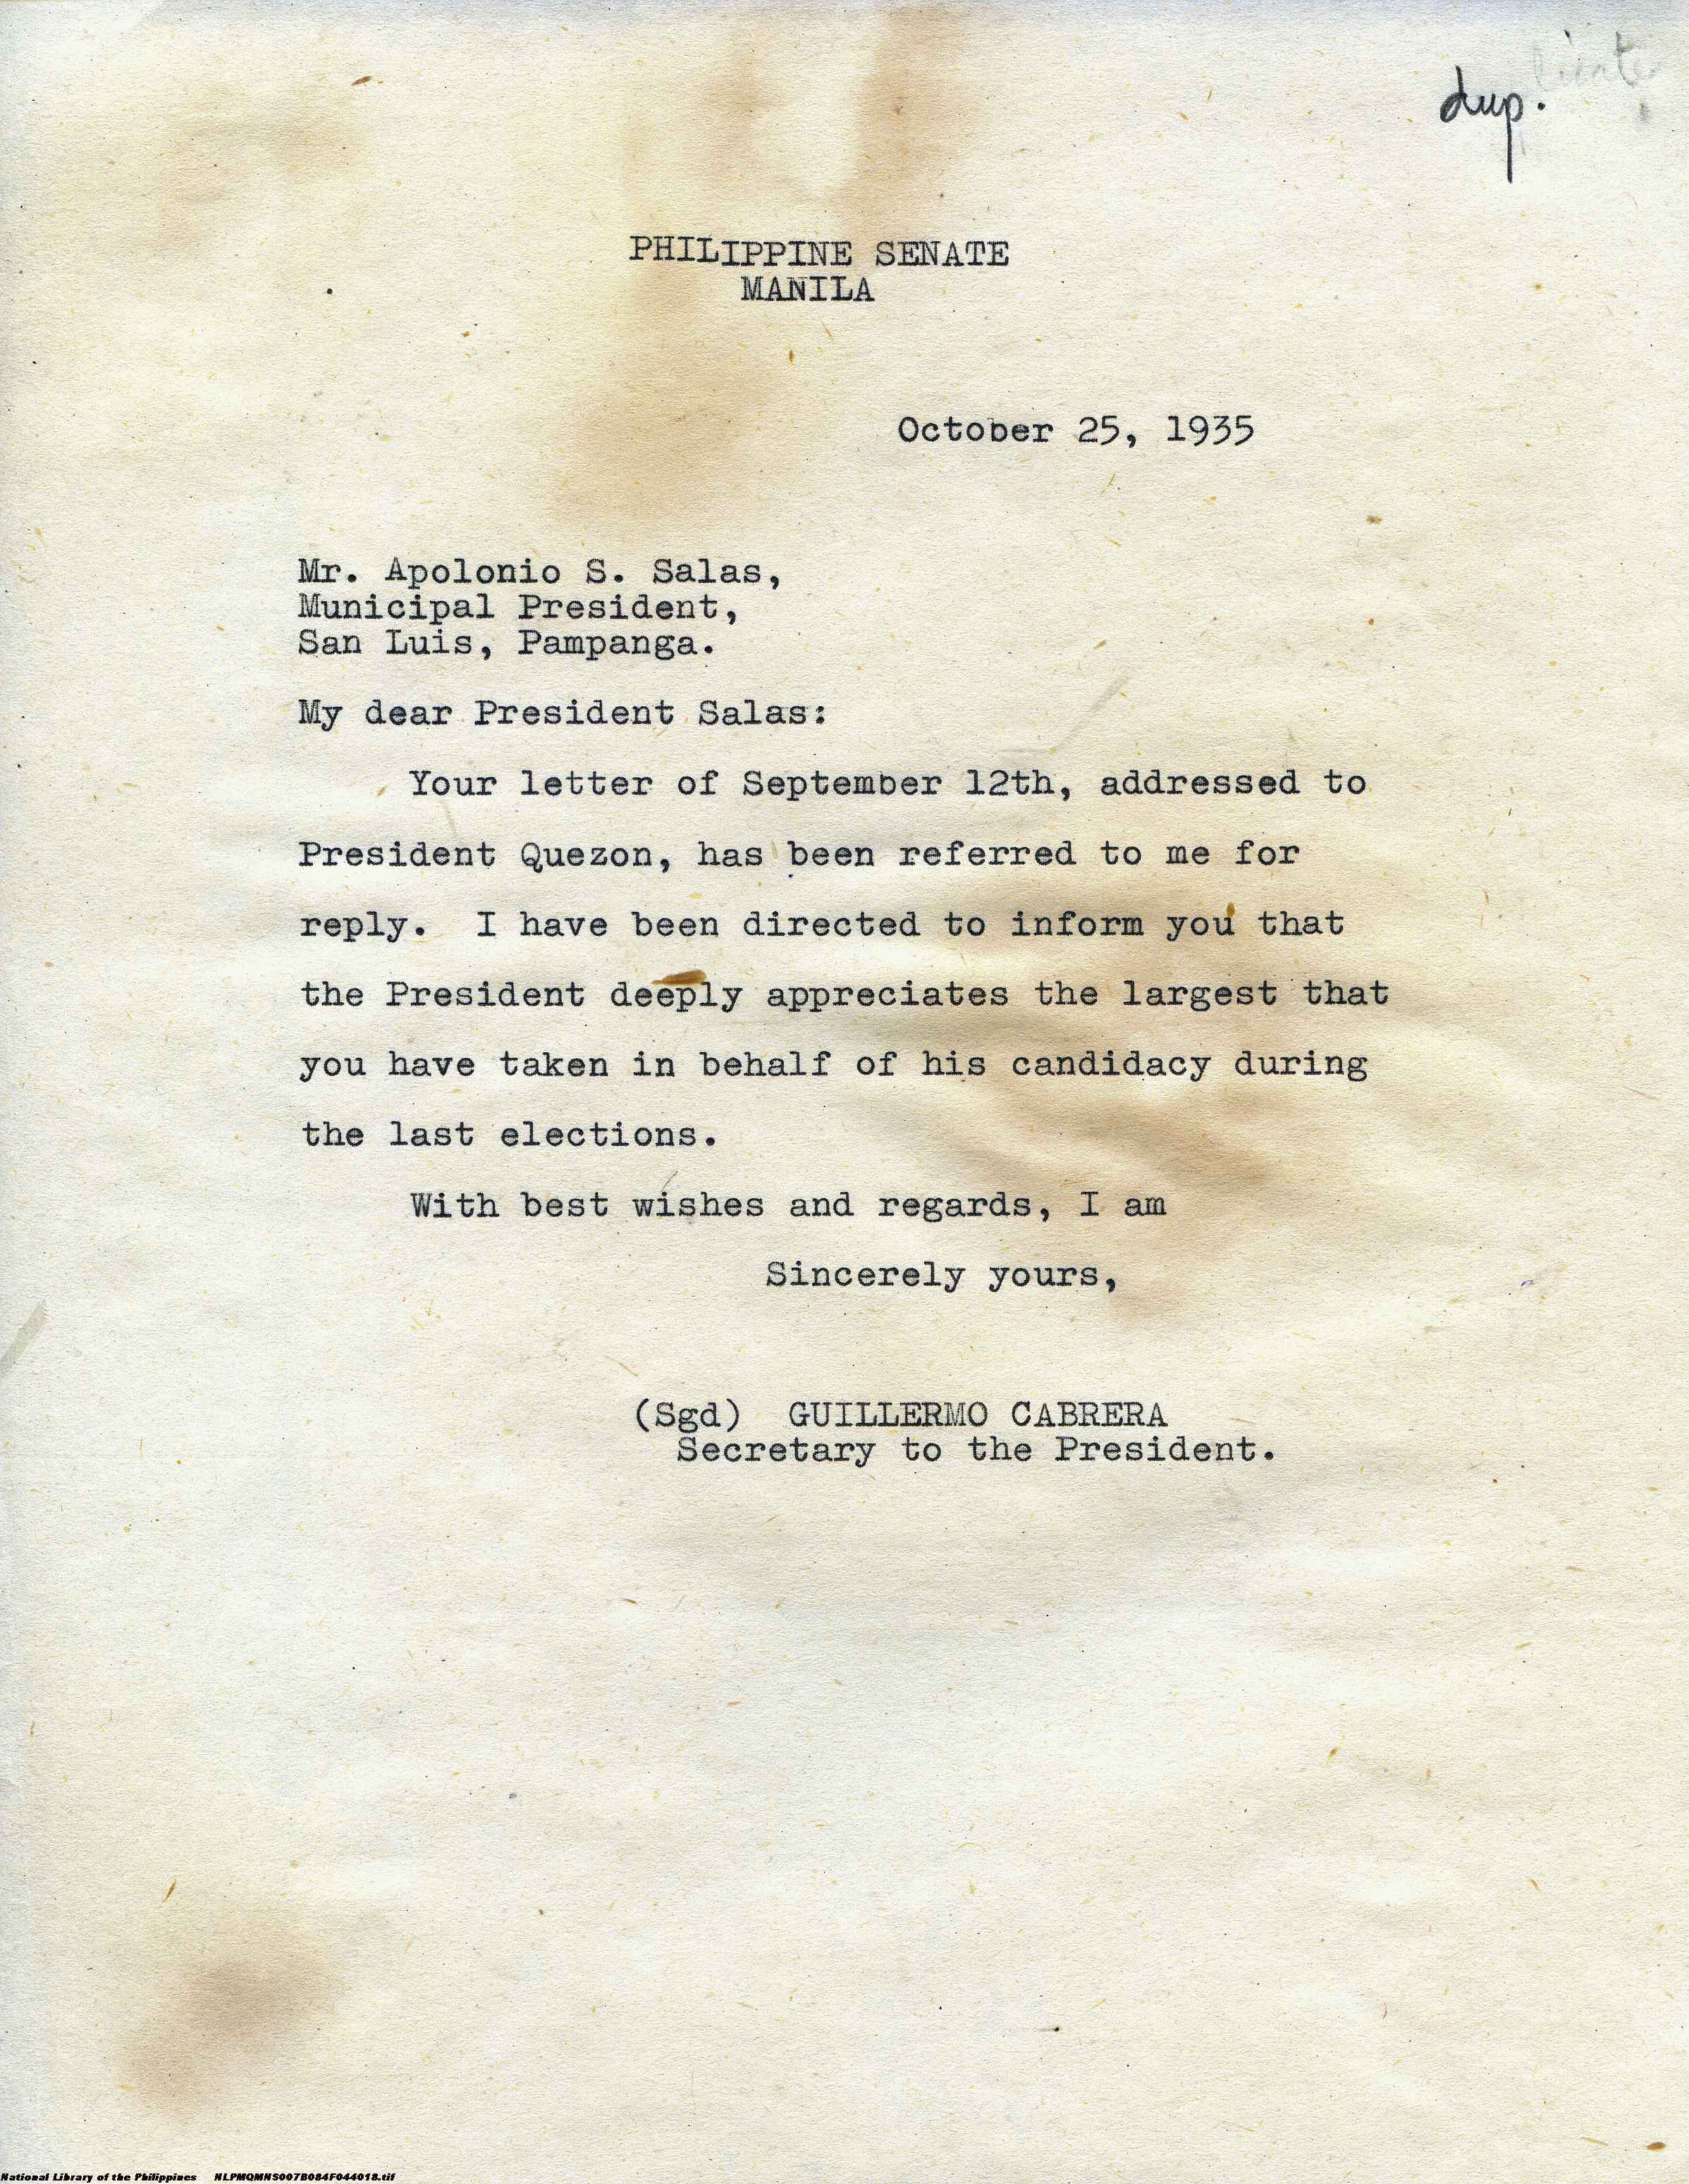 dup.
PHILIPPINE SENATE
MANILA
October 25, 1935
Mr. Apolonio S. Salas,
Municipal President,
San Luis, Pampanga.
My dear President Salas:
Your letter of September 12th, addressed to
President Quezon, has been referred to me for
reply. I have been directed to inform you that
the President deeply appreciates the largest that
you have taken in behalf of his candidacy during
the last elections.
With best wishes and regards, I am
Sincerely yours,
(Sgd) GUILLERMO CABRERA
Secretary to the President.
National Library of the Philippines NLPMQMNS007B084F044018.tif